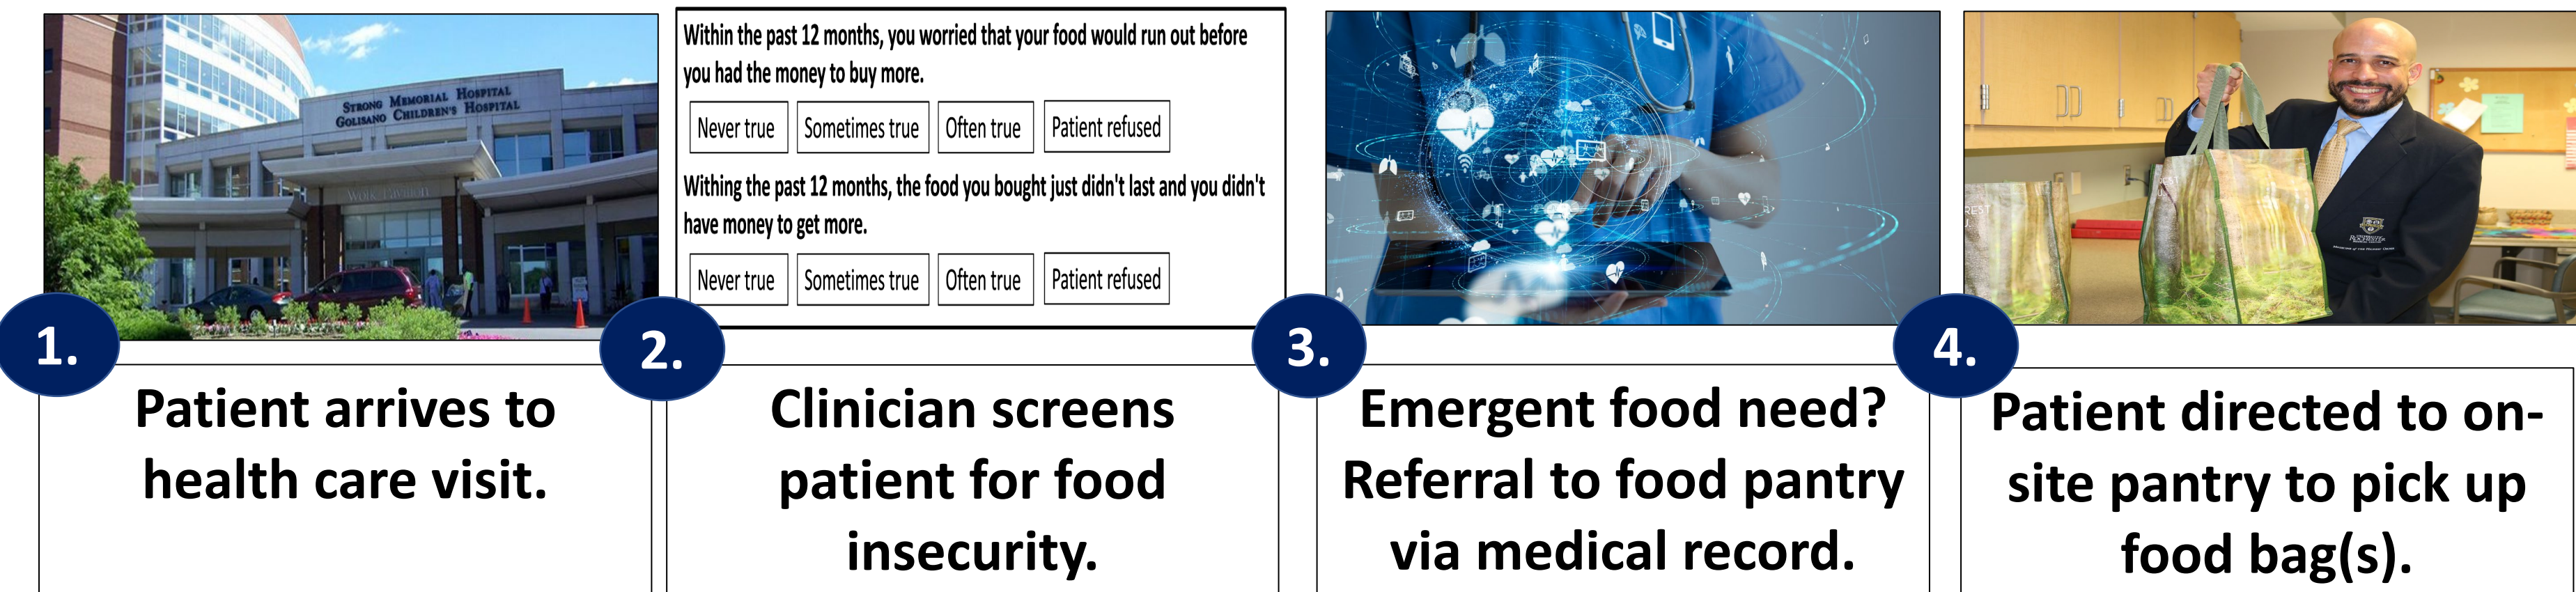 STRONG MEMORIAL HOSPITAL
GOLISANO CHILDREN'S HOSPITAL
Within the past 12 months, you worried that your food would run out before
you had the money to buy more.
Never true
Sometimes true
Often true
Patient refused
Withing the past 12 months, the food you bought just didn't last and you didn't
have money to get more.
Never true
Sometimes true
Often true
Patient refused
1.
Patient arrives to
health care visit.
2.
Clinician screens
patient for food
insecurity.
3.
Emergent food need?
Referral to food pantry
via medical record.
4.
Patient directed to on-
site pantry to pick up
food bag(s).